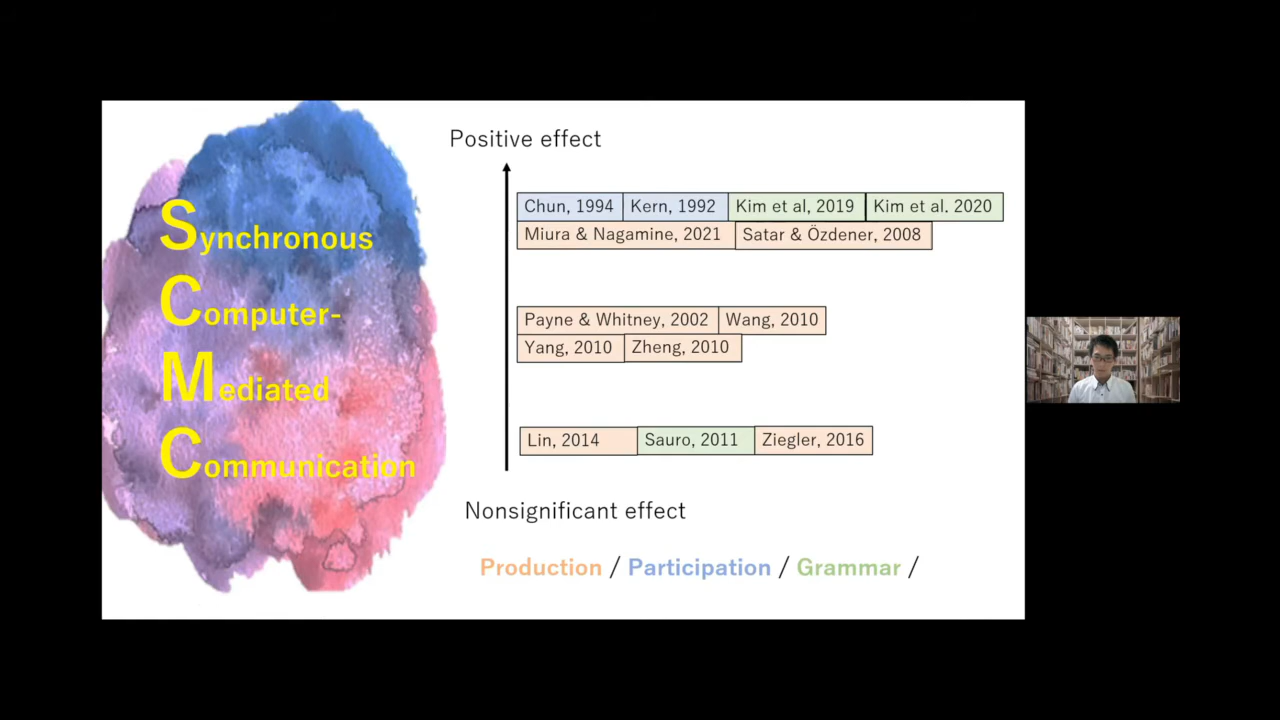 Synchronous
Computer-
Mediated
Communication
Positive effect
Chun, 1994 Kern, 1992 Kim et al, 2019 Kim et al. 2020
Miura & Nagamine, 2021 Satar & Özdener, 2008
Payne & Whitney, 2002 Wang, 2010
Yang, 2010 Zheng, 2010
Lin, 2014 Sauro, 2011 Ziegler, 2016
Nonsignificant effect
Production / Participation / Grammar /